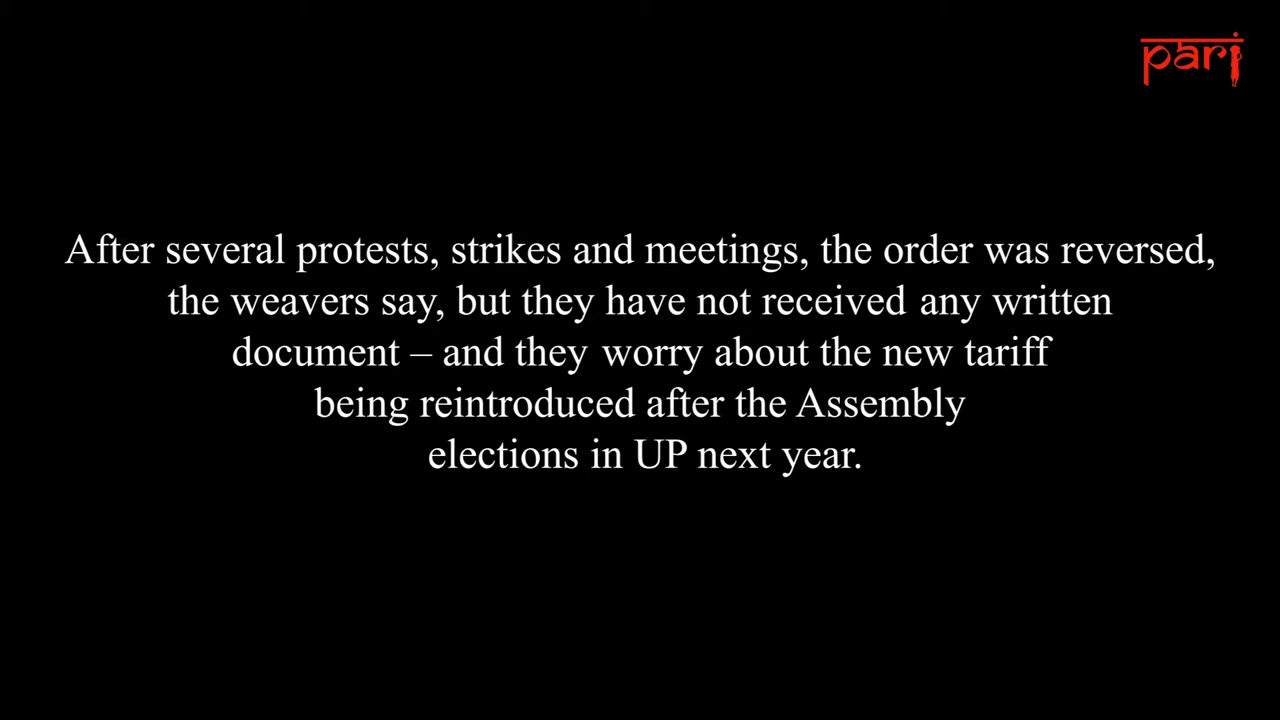 pari
After several protests, strikes and meetings, the order was reversed,
the weavers say, but they have not received any written
document – and they worry about the new tariff
being reintroduced after the Assembly
elections in UP next year.